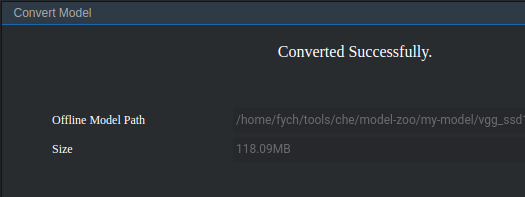 Convert Model
Converted Successfully.
Offline Model Path /home/fych/tools/che/model-zoo/my-model/vgg_ssd
Size 118.09MB